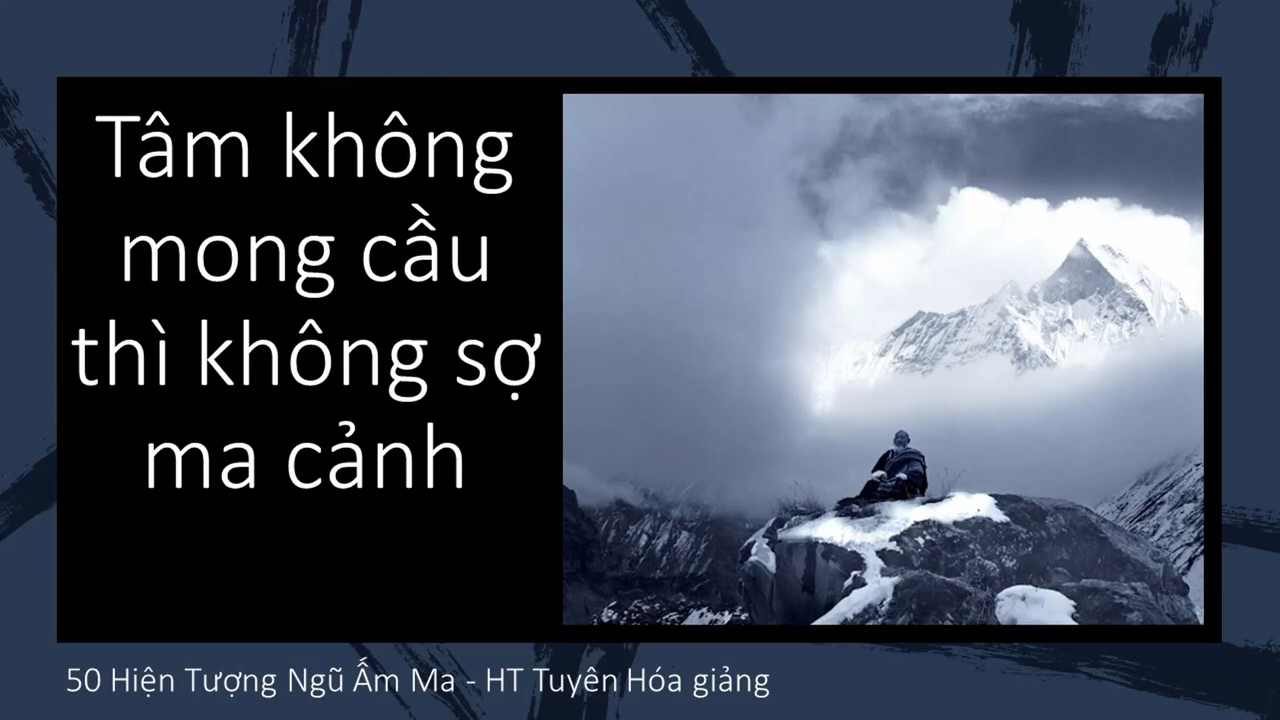 Tâm không
mong cầu
thì không sợ
ma cảnh
50 Hiện Tượng Ngũ Ấm Ma - HT Tuyên Hóa giảng